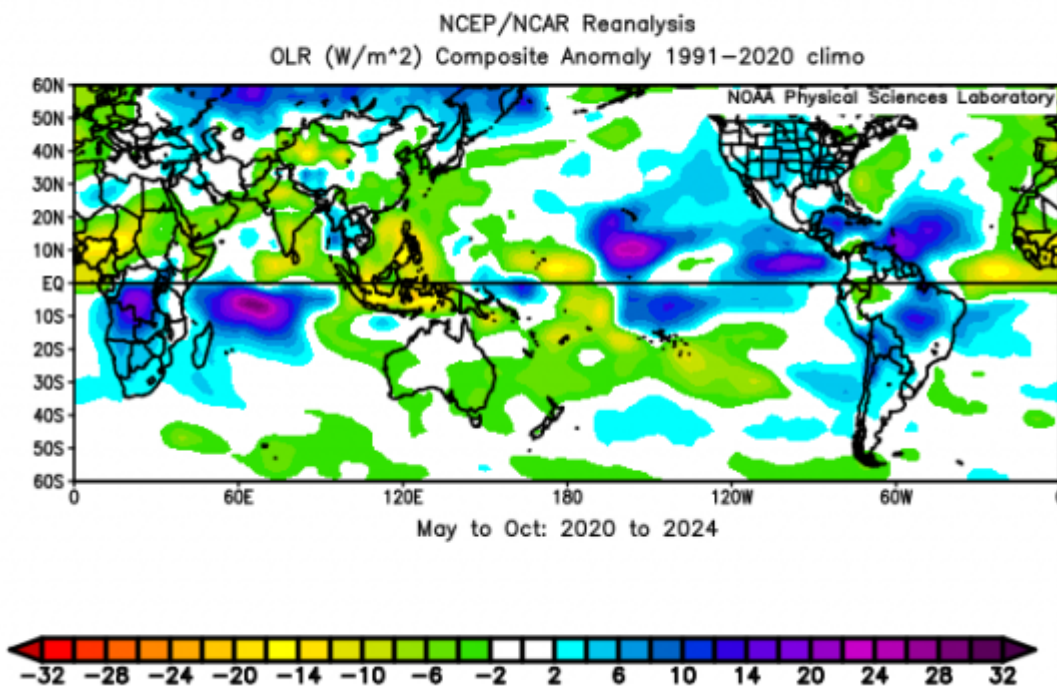 NCEP/NCAR Reanalysis
OLR (W/m^2) Composite Anomaly 1991-2020 climo
NOAA Physical Sciences Laboratory
60N
50N
40N
30N
20N
10N
EQ
10S
20S
30S
40S
50S
60S
0 60E 120E 180 120W 60W 0
May to Oct: 2020 to 2024
-32 -28 -24 -20 -14 -10 -6 -2 2 6 10 14 20 24 28 32